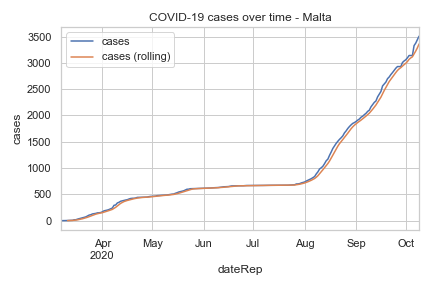 COVID-19 cases over time - Malta
cases
cases (rolling)
3500
3000
2500
2000
1500
1000
500
0
cases
Apr May Jun Jul Aug Sep Oct
2020
dateRep